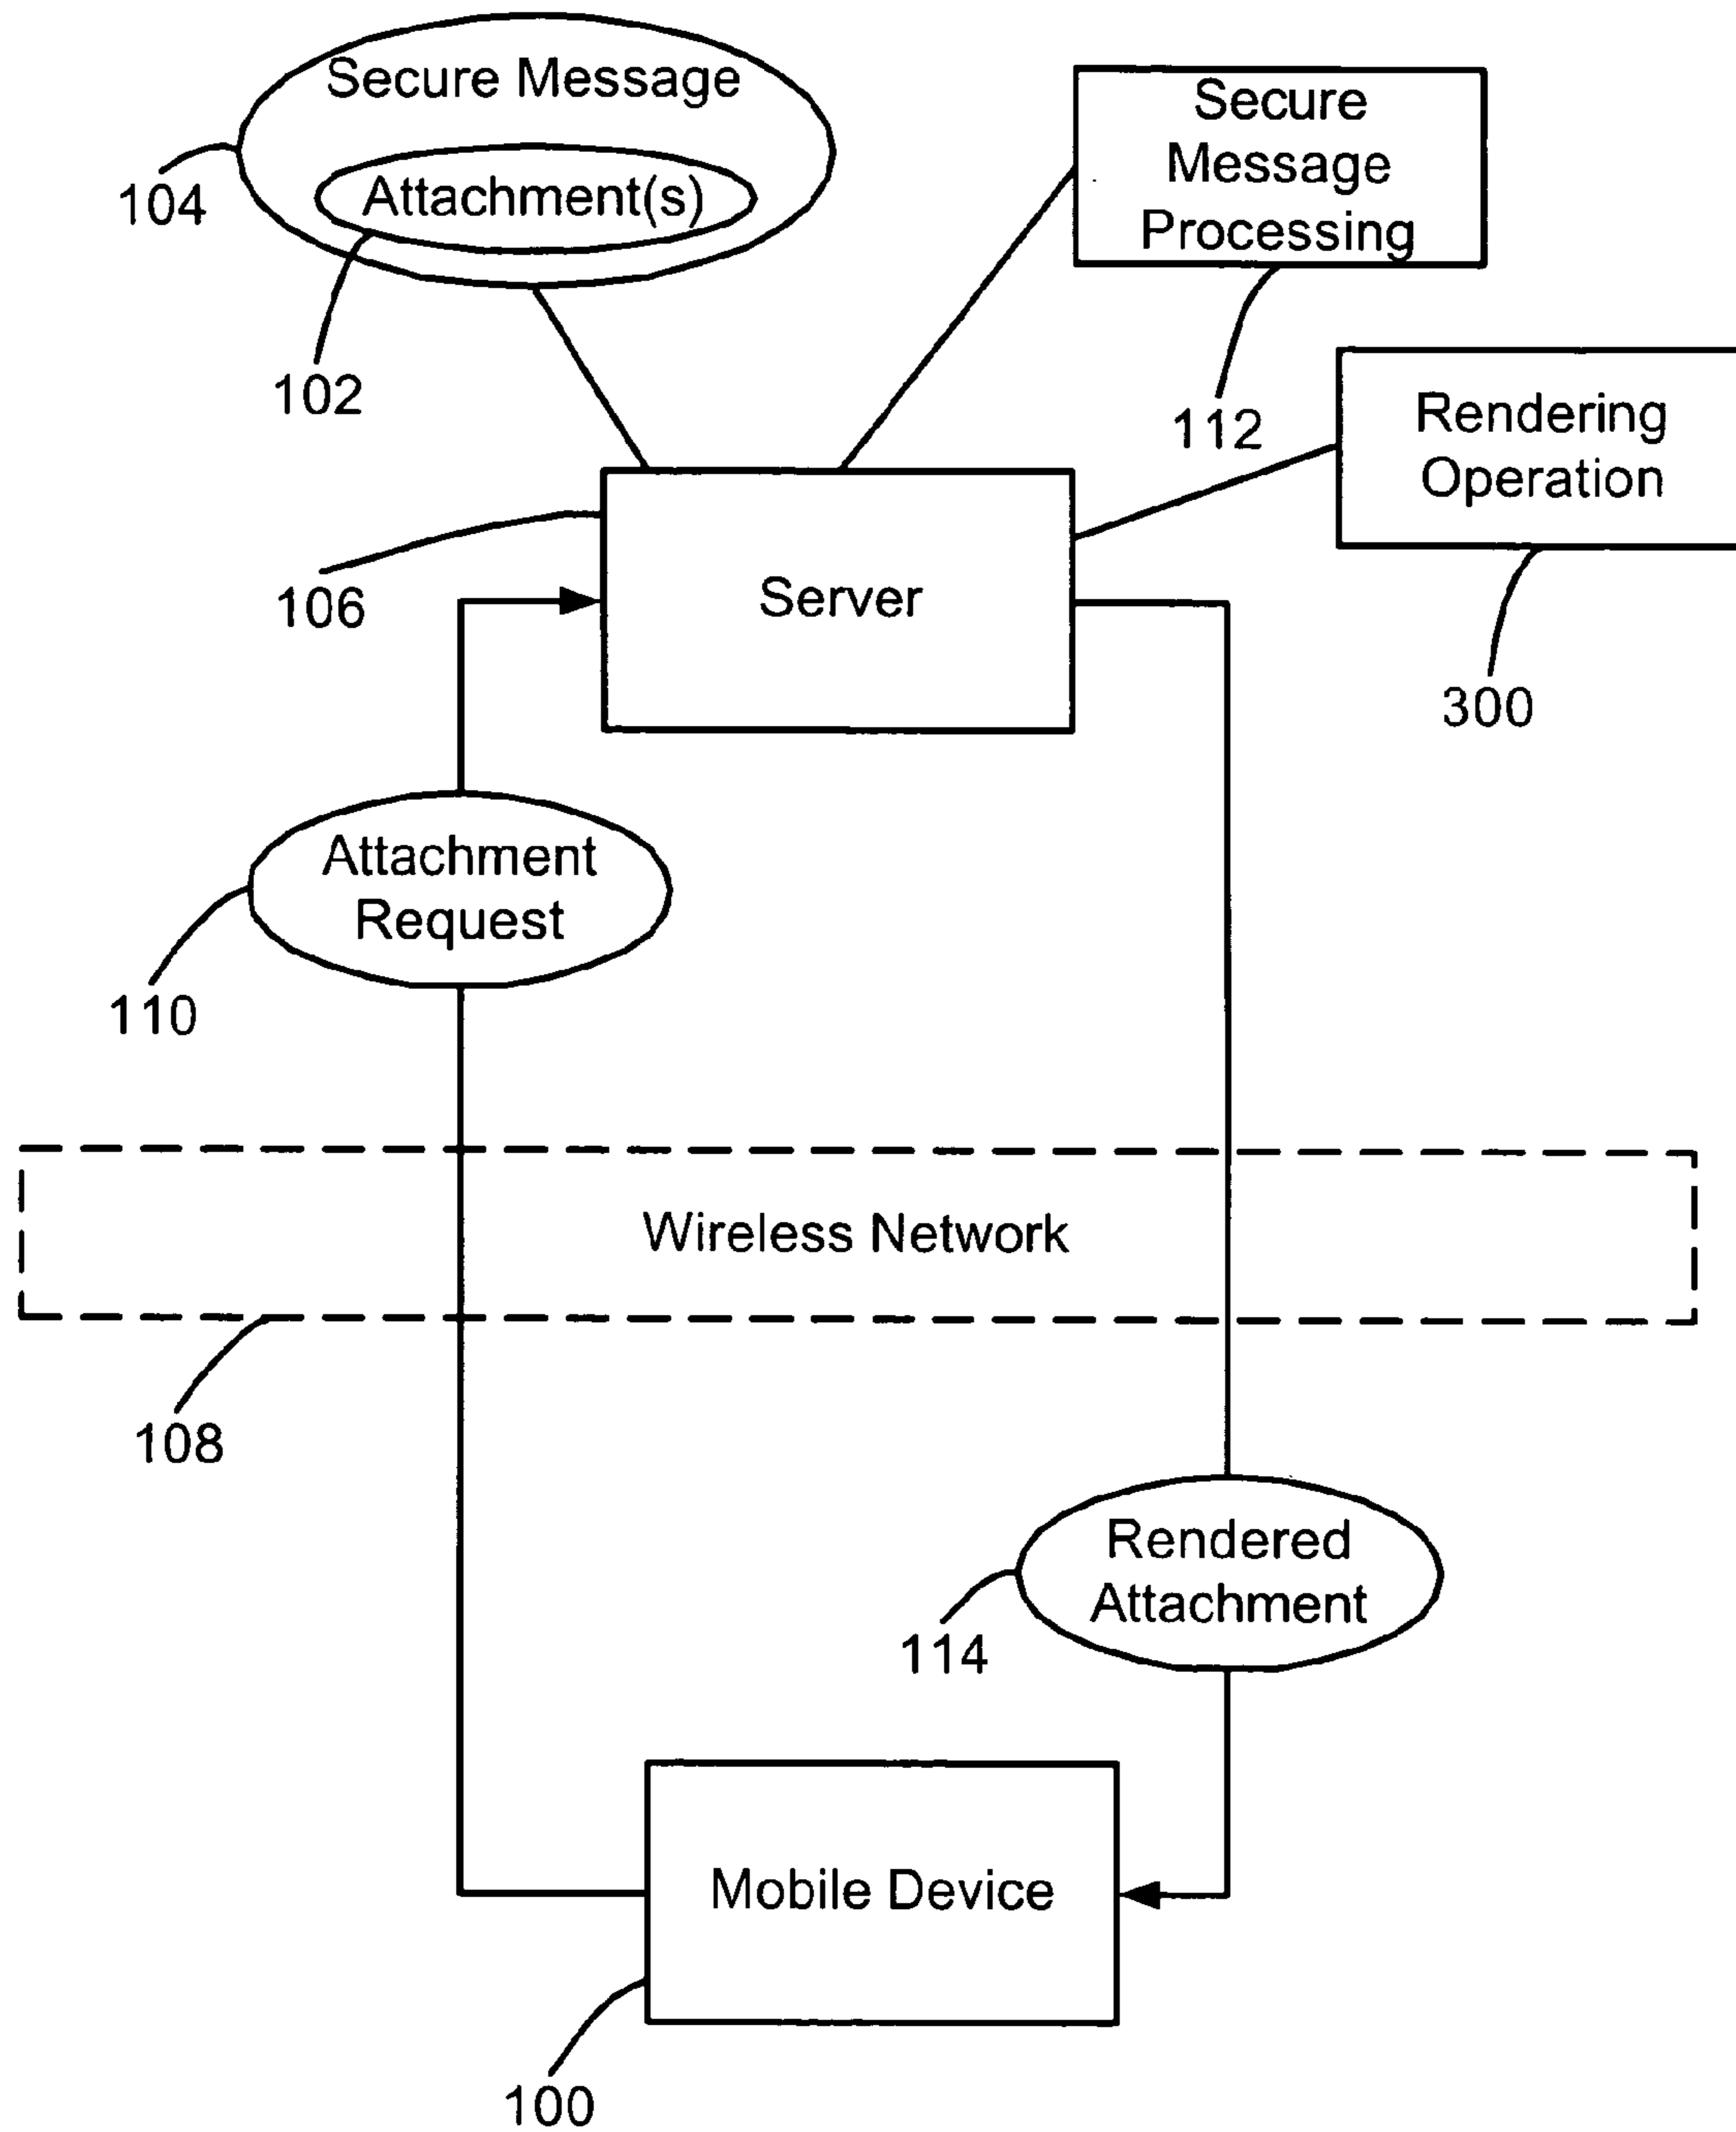 Secure Message
Attachment(s)
104
102
Secure
Message
Processing
112
Rendering
Operation
300
106
Server
Attachment
Request
110
Wireless Network
108
Rendered
Attachment
114
Mobile Device
100